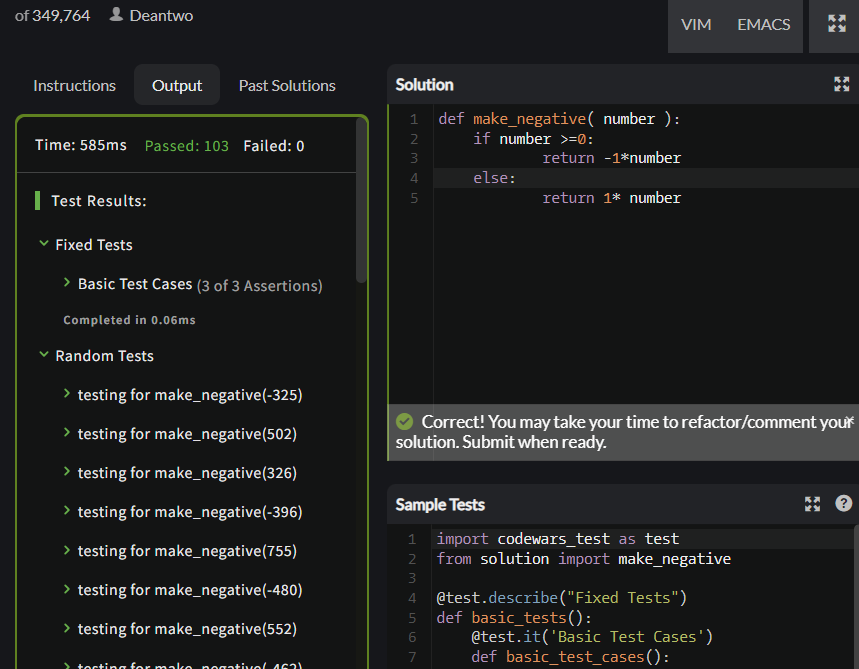 of 349,764 Deantwo
VIM EMACS
Instructions Output Past Solutions
Time: 585ms Passed: 103 Failed: 0
Test Results:
Fixed Tests
Basic Test Cases (3 of 3 Assertions)
Completed in 0.06ms
Random Tests
testing for make_negative(-325)
testing for make_negative(502)
testing for make_negative(326)
testing for make_negative(-396)
testing for make_negative(755)
testing for make_negative(-480)
testing for make_negative(552)
testing for make_negative(-462)
Solution
1 def make_negative( number ):
2 if number >=0:
3 return -1*number
4 else:
5 return 1* number
Correct! You may take your time to refactor/comment your
solution. Submit when ready.
Sample Tests
1 import codewars_test as test
2 from solution import make_negative
3
4 @test.describe("Fixed Tests")
5 def basic_tests():
6 @test.it('Basic Test Cases')
7 def basic_test_cases():